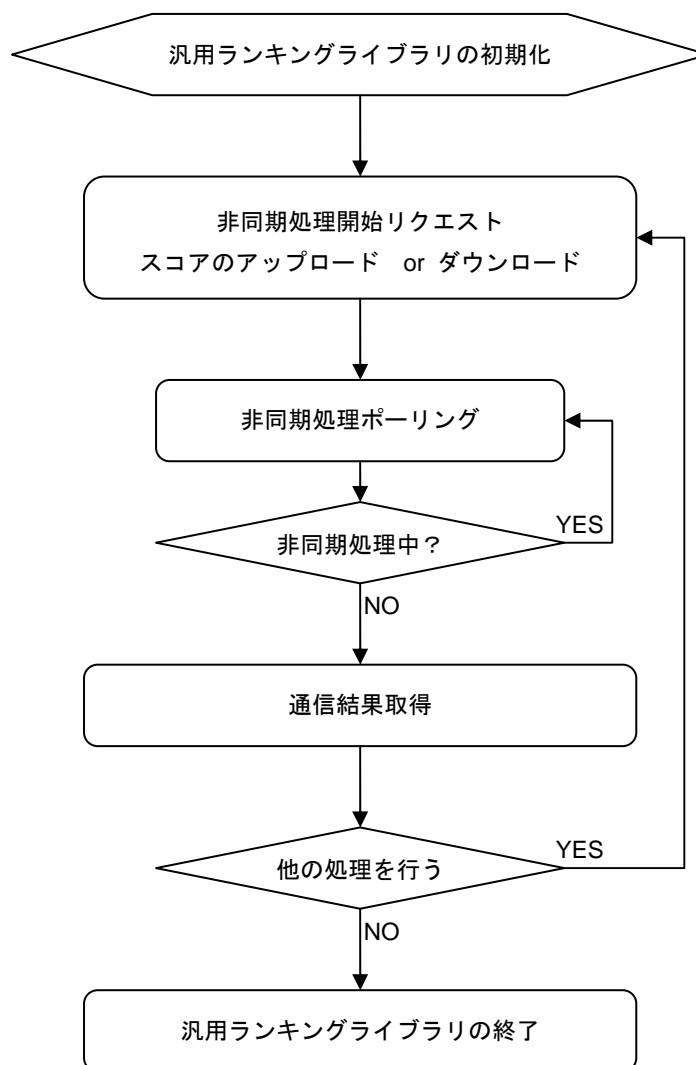 汎用ランキングライブラリの初期化
非同期処理開始リクエスト
スコアのアップロード　or ダウンロード
非同期処理ポーリング
YES
非同期処理中？
NO
通信結果取得
YES
他の処理を行う
NO
汎用ランキングライブラリの終了